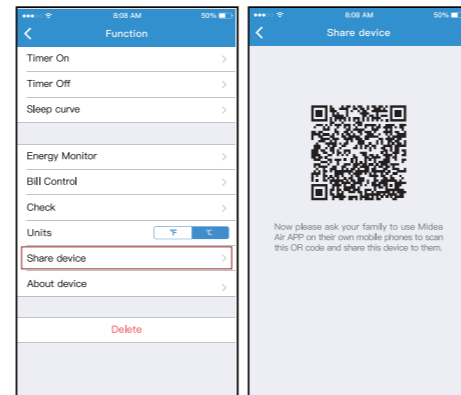 8:08 AM
50%
Function
Timer On
Timer Off
Sleep curve
Energy Monitor
Bill Control
Check
Units
°F
°C
Share device
About device
Delete
8:08 AM
50%
Share device
Now please ask your family to use Midea
Air APP on their own mobile phones to scan
this QR code and share this device to them.